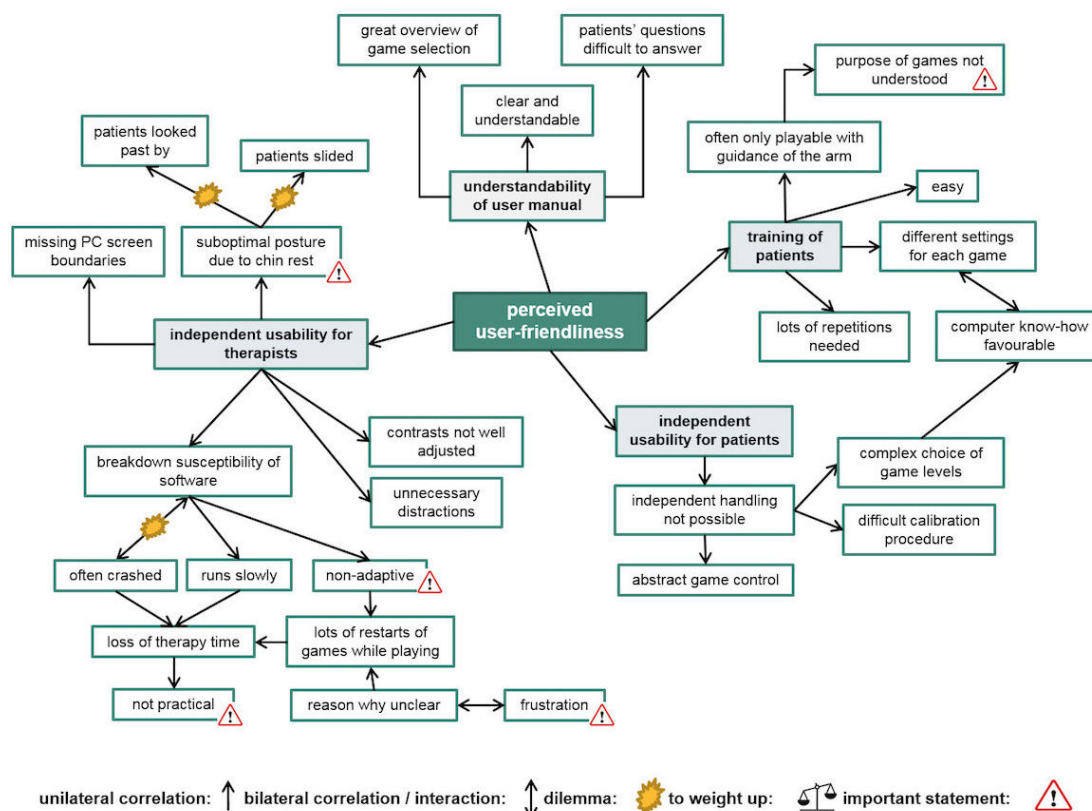 great overview of
game selection
patients' questions
difficult to answer
purpose of games not
understood
clear and
understandable
patients looked
past by
patients slided
often only playable with
guidance of the arm
easy
understandability
of user manual
missing PC screen
boundaries
suboptimal posture
due to chin rest
training of
patients
different settings
for each game
perceived
user-friendliness
independent usability for
therapists
lots of repetitions
needed
computer know-how
favourable
independent
usability for patients
contrasts not well
adjusted
complex choice of
game levels
breakdown susceptibility of
software
unnecessary
distractions
independent handling
not possible
difficult calibration
procedure
often crashed
runs slowly
non-adaptive
abstract game control
loss of therapy time
lots of restarts of
games while playing
not practical
reason why unclear
frustration
unilateral correlation: bilateral correlation / interaction: dilemma: to weight up: important statement: